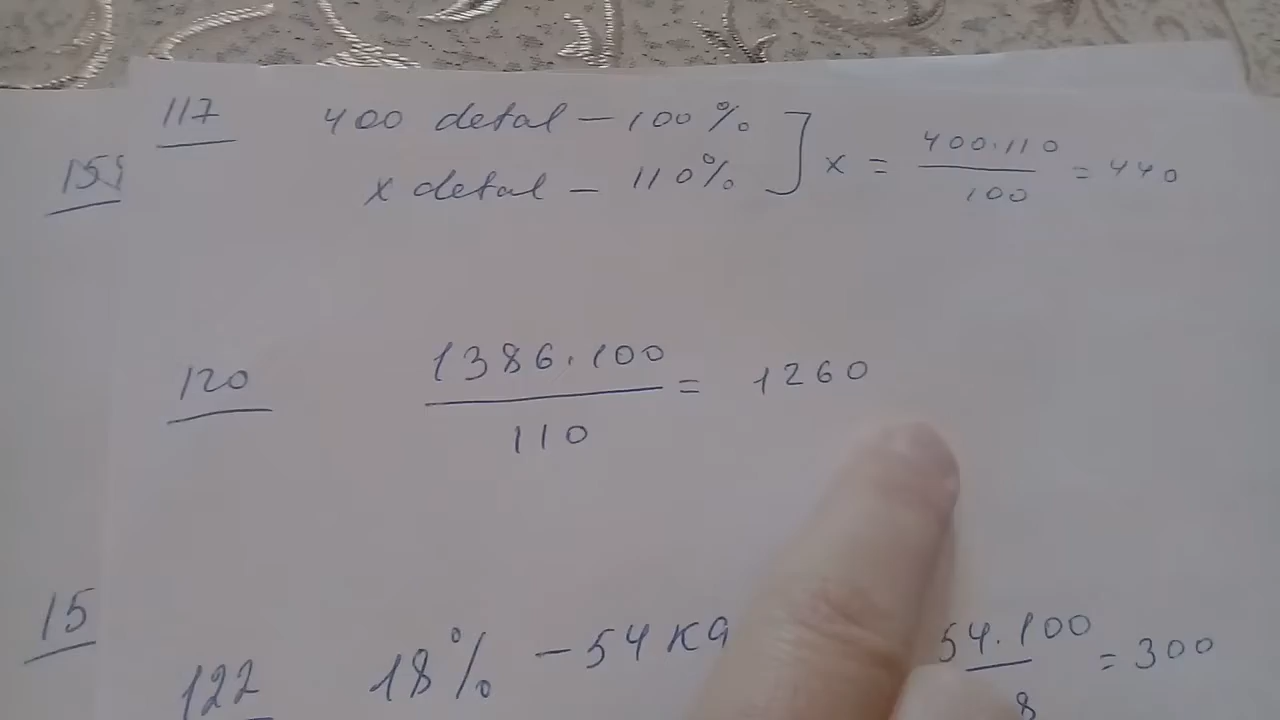 117 400 detal – 100%
x detal – 110% ] x = 400.110 / 100 = 440
120 1386.100 / 110 = 1260
15
122 18% – 54 kg 54.100 / 8 = 300